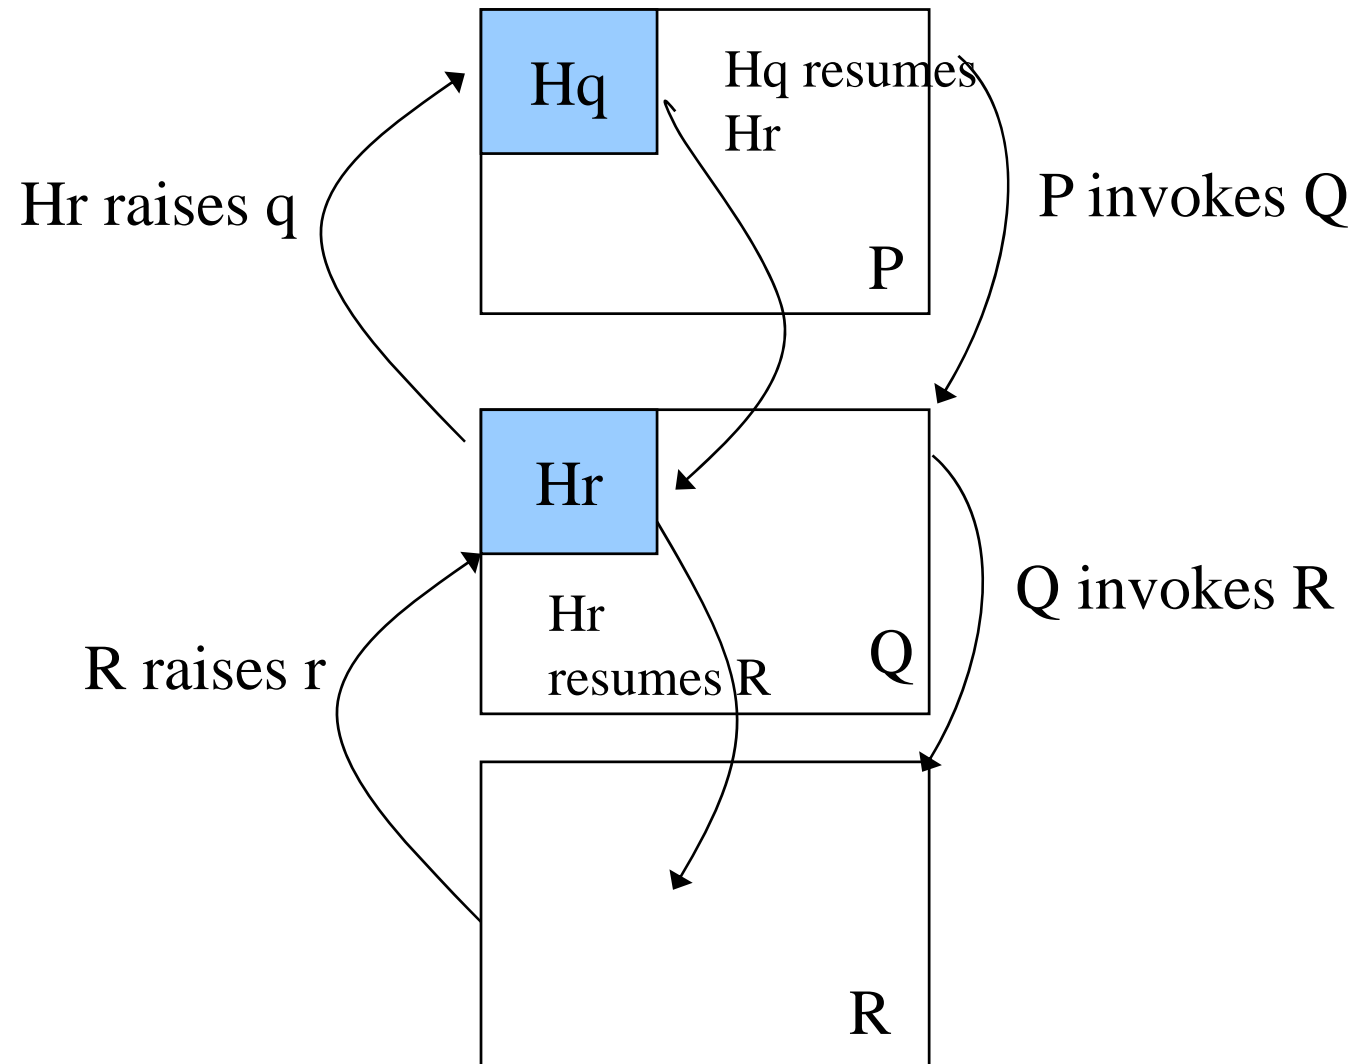 Hq
Hq resumes
Hr
Hr raises q
P invokes Q
P
Hr
Q invokes R
Hr
resumes R
Q
R raises r
R